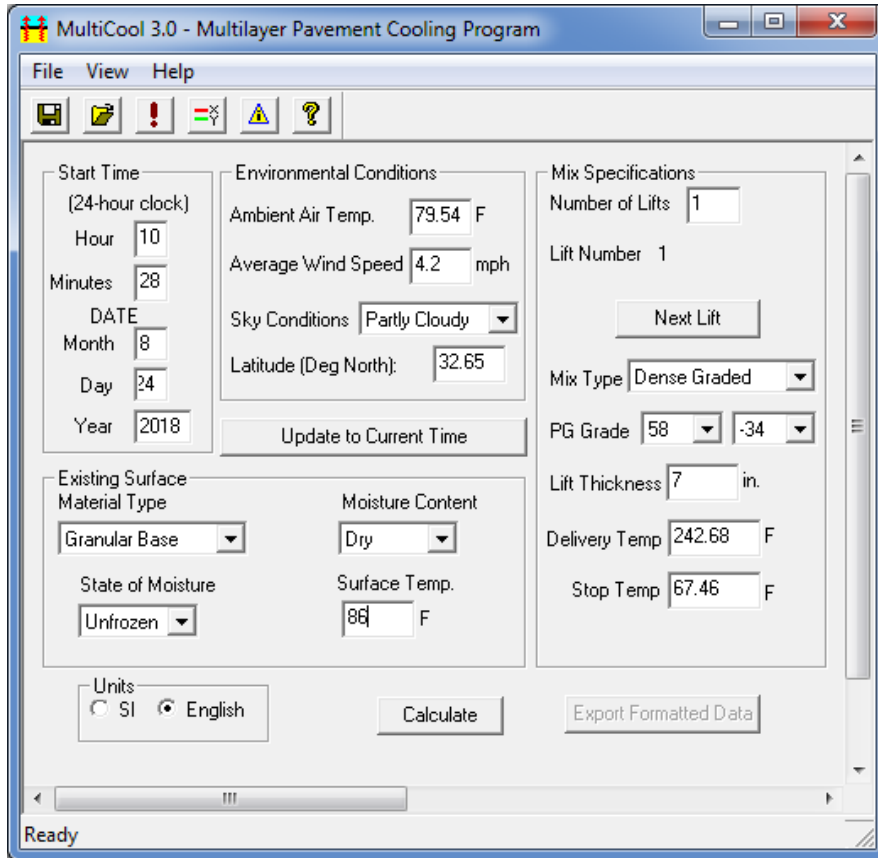 MultiCool 3.0 - Multilayer Pavement Cooling Program
File View Help
Start Time
(24-hour clock)
Hour 10
Minutes 28
DATE
Month 8
Day 24
Year 2018
Environmental Conditions
Ambient Air Temp. 79.54 F
Average Wind Speed 4.2 mph
Sky Conditions Partly Cloudy
Latitude (Deg North): 32.65
Update to Current Time
Mix Specifications
Number of Lifts 1
Lift Number 1
Next Lift
Mix Type Dense Graded
PG Grade 58 -34
Lift Thickness 7 in.
Delivery Temp 242.68 F
Stop Temp 67.46 F
Existing Surface
Material Type Moisture Content
Granular Base Dry
State of Moisture Surface Temp.
Unfrozen 86 F
Units
SI English
Calculate
Export Formatted Data
Ready